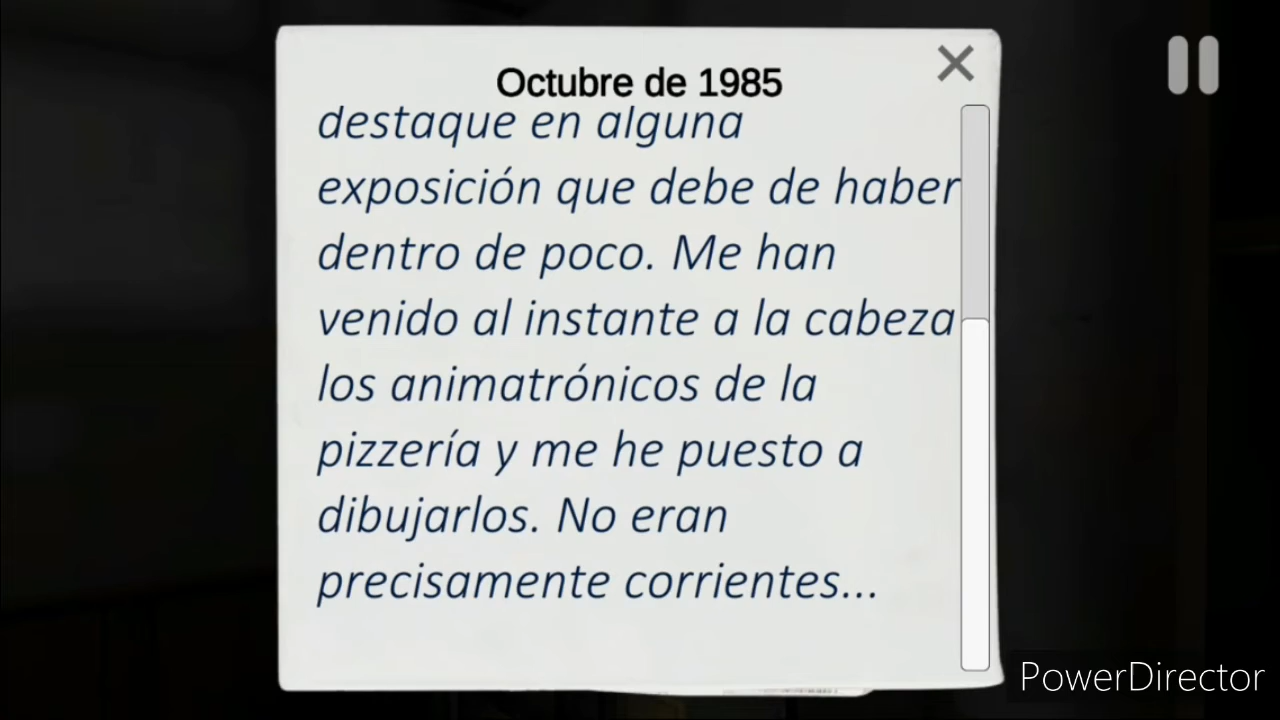 Octubre de 1985
destaque en alguna
exposición que debe de haber
dentro de poco. Me han
venido al instante a la cabeza
los animatrónicos de la
pizzería y me he puesto a
dibujarlos. No eran
precisamente corrientes...
PowerDirector